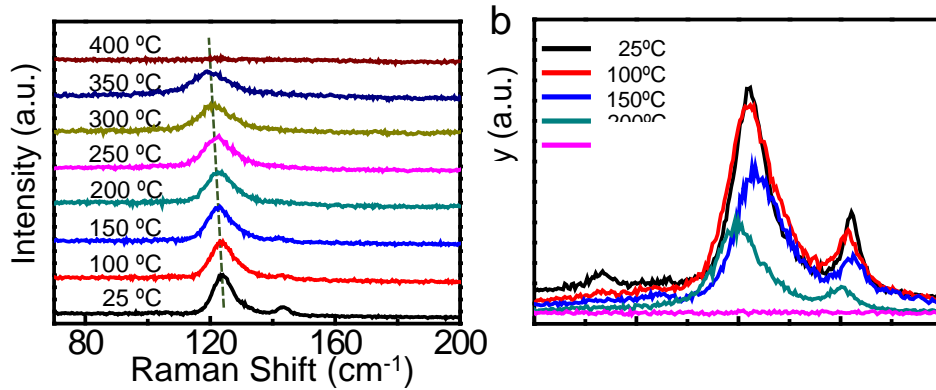 400 ºC
350 ºC
300 ºC
250 ºC
200 ºC
150 ºC
100 ºC
25 ºC
Intensity (a.u.)
80
120
160
200
Raman Shift (cm-1)
b
25ºC
100ºC
150ºC
y (a.u.)